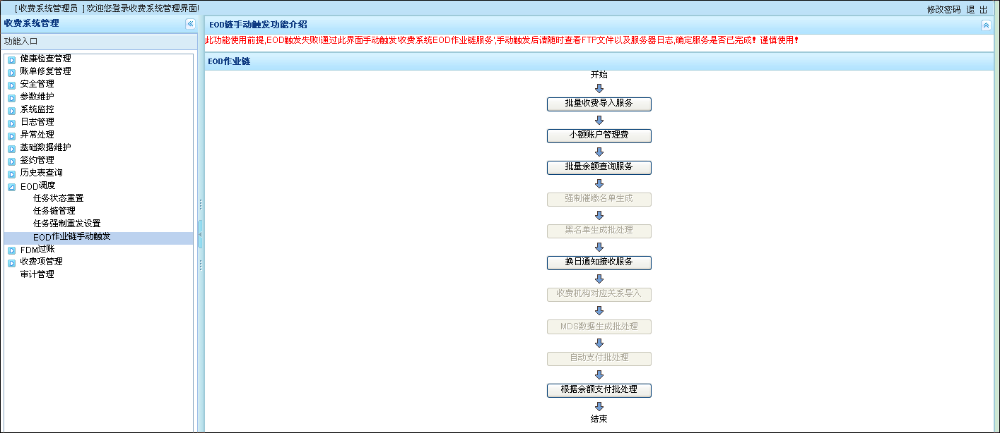 [ 收费系统管理员 ] 欢迎您登录收费系统管理界面!
修改密码 退 出
收费系统管理
功能入口
健康检查管理
账单修复管理
安全管理
参数维护
系统监控
日志管理
异常处理
基础数据维护
签约管理
历史表查询
EOD调度
任务状态重置
任务链管理
任务强制重发设置
EOD作业链手动触发
FDM过账
收费项管理
审计管理
EOD链手动触发功能介绍
此功能使用前提,EOD触发失败!通过此界面手动触发'收费系统EOD作业链服务',手动触发后请随时查看FTP文件以及服务器日志,确定服务是否已完成！谨慎使用！
EOD作业链
开始
批量收费导入服务
小额账户管理费
批量余额查询服务
强制催缴名单生成
黑名单生成批处理
换日通知接收服务
收费机构对应关系导入
MDS数据生成批处理
自动支付批处理
根据余额支付批处理
结束